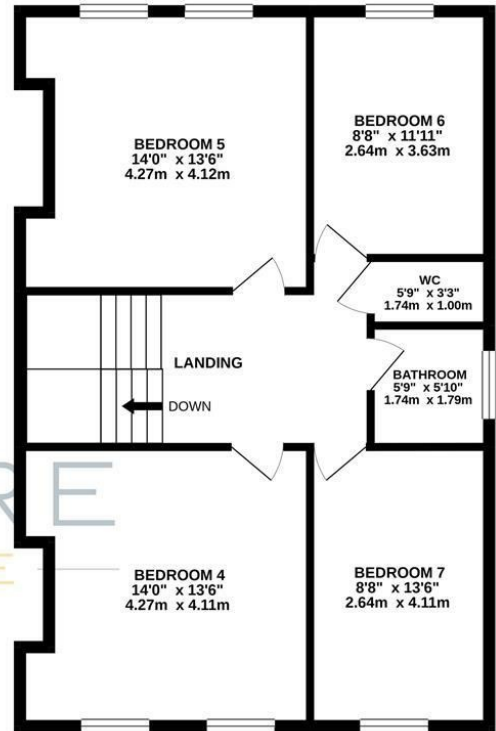 BEDROOM 5
14'0" x 13'6"
4.27m x 4.12m
BEDROOM 6
8'8" x 11'11"
2.64m x 3.63m
WC
5'9" x 3'3"
1.74m x 1.00m
LANDING
BATHROOM
5'9" x 5'10"
1.74m x 1.79m
DOWN
BEDROOM 4
14'0" x 13'6"
4.27m x 4.11m
BEDROOM 7
8'8" x 13'6"
2.64m x 4.11m